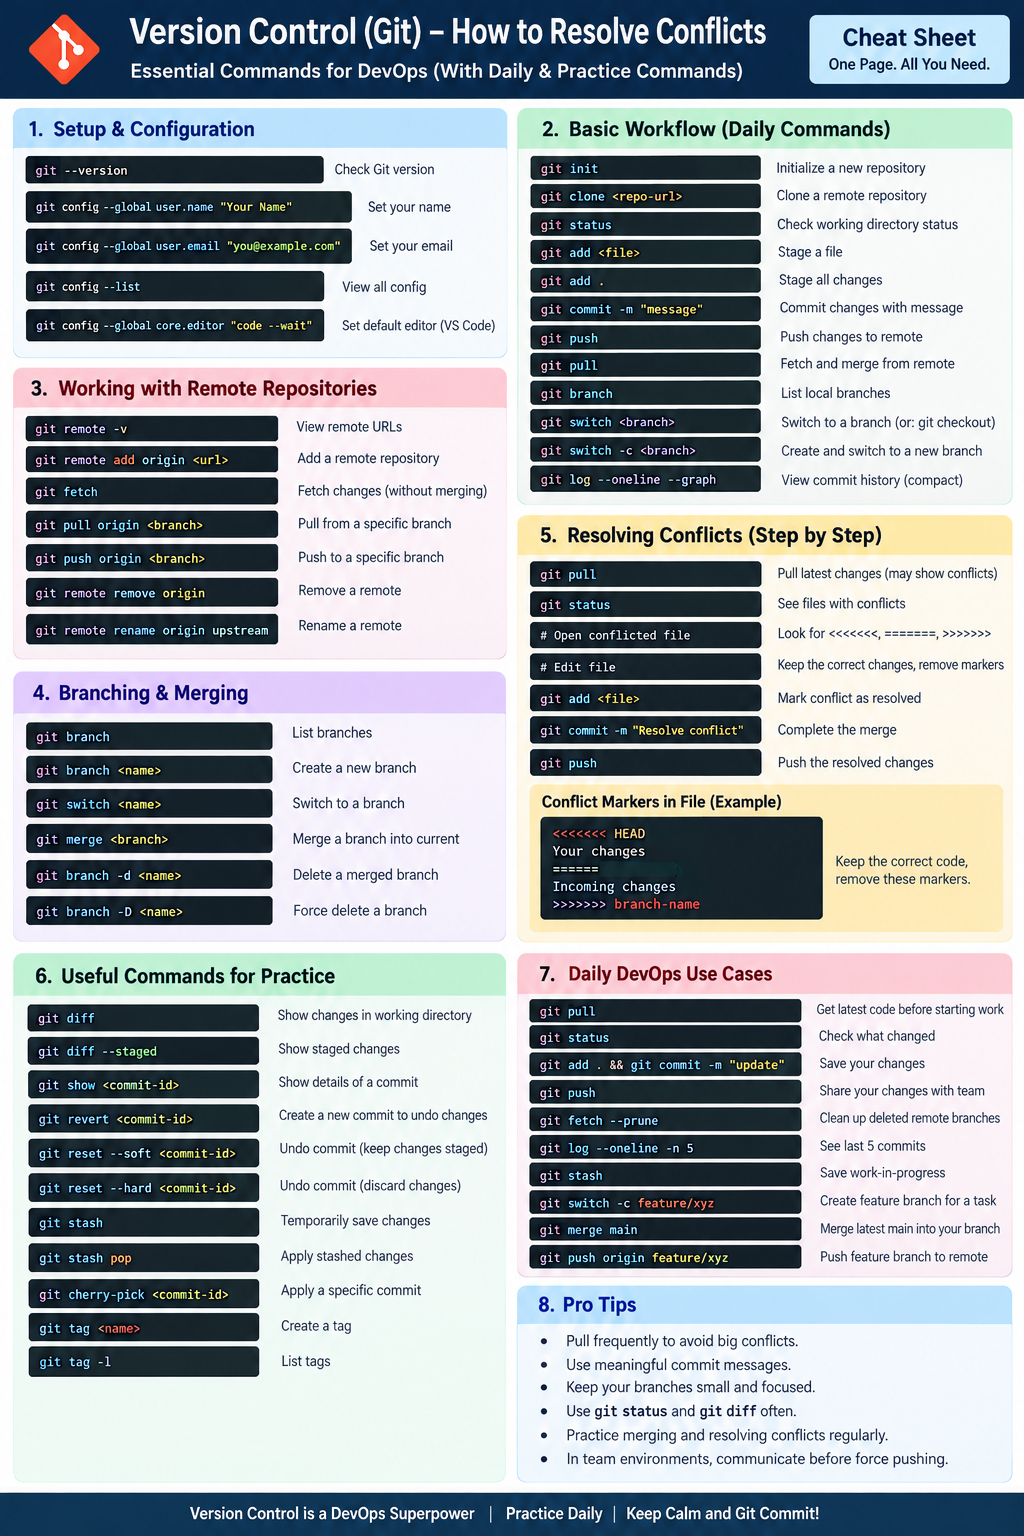 Version Control (Git) – How to Resolve Conflicts
Essential Commands for DevOps (With Daily & Practice Commands)
Cheat Sheet
One Page. All You Need.
1. Setup & Configuration
git --version Check Git version
git config --global user.name "Your Name" Set your name
git config --global user.email "you@example.com" Set your email
git config --list View all config
git config --global core.editor "code --wait" Set default editor (VS Code)
2. Basic Workflow (Daily Commands)
git init Initialize a new repository
git clone <repo-url> Clone a remote repository
git status Check working directory status
git add <file> Stage a file
git add . Stage all changes
git commit -m "message" Commit changes with message
git push Push changes to remote
git pull Fetch and merge from remote
git branch List local branches
git switch <branch> Switch to a branch (or: git checkout)
git switch -c <branch> Create and switch to a new branch
git log --oneline --graph View commit history (compact)
3. Working with Remote Repositories
git remote -v View remote URLs
git remote add origin <url> Add a remote repository
git fetch Fetch changes (without merging)
git pull origin <branch> Pull from a specific branch
git push origin <branch> Push to a specific branch
git remote remove origin Remove a remote
git remote rename origin upstream Rename a remote
4. Branching & Merging
git branch List branches
git branch <name> Create a new branch
git switch <name> Switch to a branch
git merge <branch> Merge a branch into current
git branch -d <name> Delete a merged branch
git branch -D <name> Force delete a branch
5. Resolving Conflicts (Step by Step)
git pull Pull latest changes (may show conflicts)
git status See files with conflicts
# Open conflicted file Look for <<<<<<<, =======, >>>>>>>
# Edit file Keep the correct changes, remove markers
git add <file> Mark conflict as resolved
git commit -m "Resolve conflict" Complete the merge
git push Push the resolved changes
Conflict Markers in File (Example)
<<<<<<< HEAD
Your changes
======
Incoming changes
>>>>>>> branch-name
Keep the correct code,
remove these markers.
6. Useful Commands for Practice
git diff Show changes in working directory
git diff --staged Show staged changes
git show <commit-id> Show details of a commit
git revert <commit-id> Create a new commit to undo changes
git reset --soft <commit-id> Undo commit (keep changes staged)
git reset --hard <commit-id> Undo commit (discard changes)
git stash Temporarily save changes
git stash pop Apply stashed changes
git cherry-pick <commit-id> Apply a specific commit
git tag <name> Create a tag
git tag -l List tags
7. Daily DevOps Use Cases
git pull Get latest code before starting work
git status Check what changed
git add . && git commit -m "update" Save your changes
git push Share your changes with team
git fetch --prune Clean up deleted remote branches
git log --oneline -n 5 See last 5 commits
git stash Save work-in-progress
git switch -c feature/xyz Create feature branch for a task
git merge main Merge latest main into your branch
git push origin feature/xyz Push feature branch to remote
8. Pro Tips
• Pull frequently to avoid big conflicts.
• Use meaningful commit messages.
• Keep your branches small and focused.
• Use git status and git diff often.
• Practice merging and resolving conflicts regularly.
• In team environments, communicate before force pushing.
Version Control is a DevOps Superpower | Practice Daily | Keep Calm and Git Commit!